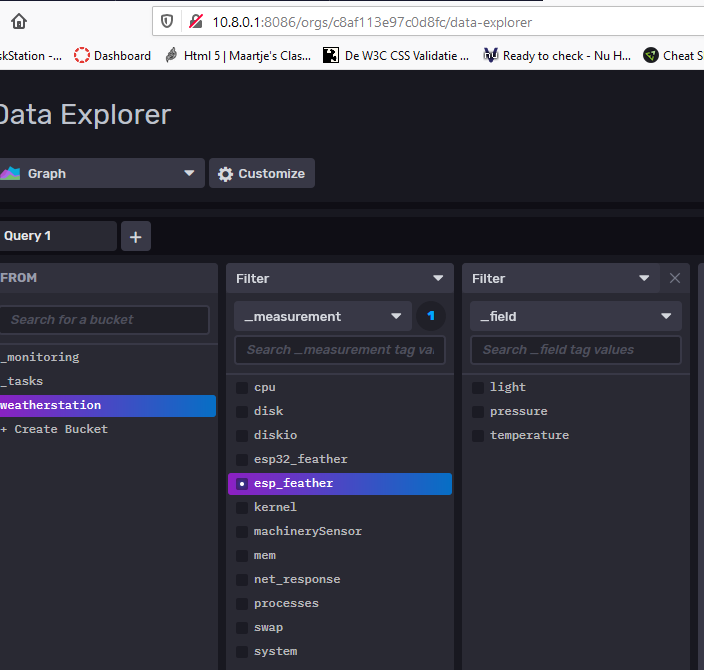 10.8.0.1:8086/orgs/c8af113e97c0d8fc/data-explorer
skStation -... Dashboard Html 5 | Maartje's Clas... De W3C CSS Validatie ... Ready to check - Nu H... Cheat S
Data Explorer
Graph Customize
Query 1 +
FROM
Search for a bucket
_monitoring
_tasks
weatherstation
+ Create Bucket
Filter
_measurement 1
Search _measurement tag va
cpu
disk
diskio
esp32_feather
esp_feather
kernel
machinerySensor
mem
net_response
processes
swap
system
Filter
_field
Search _field tag values
light
pressure
temperature